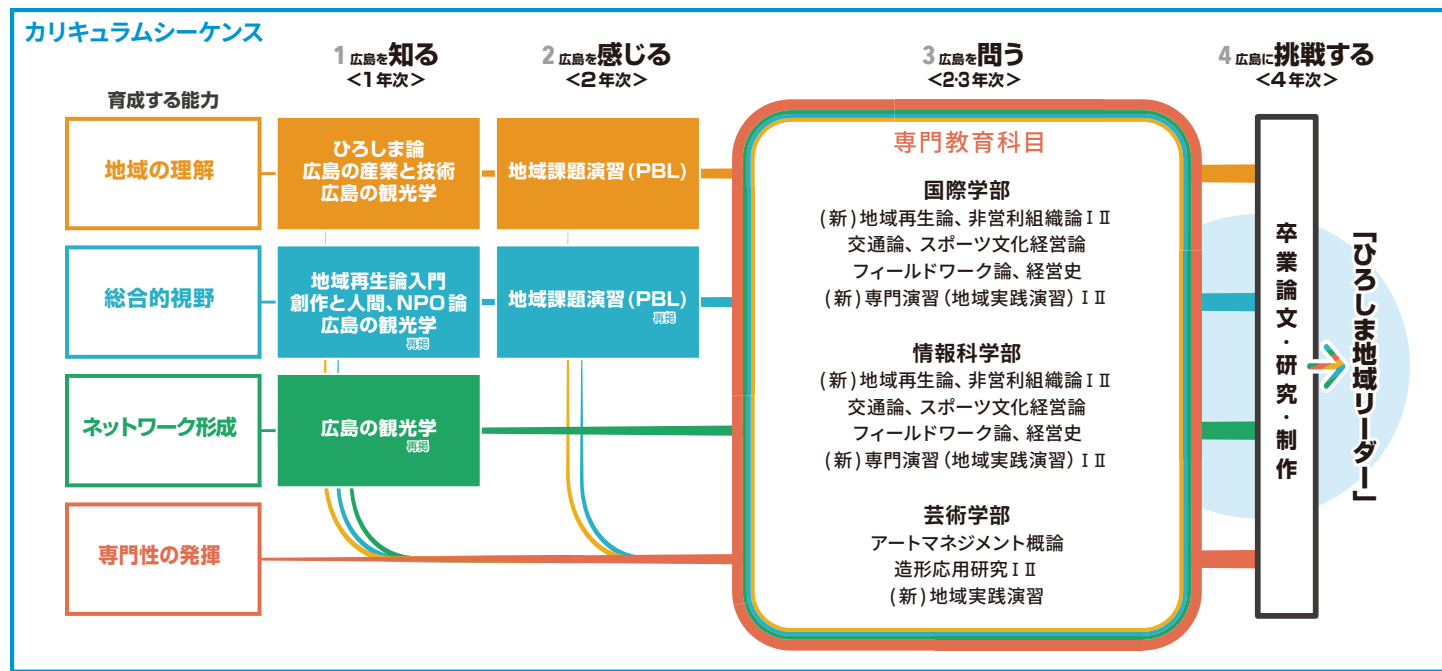 カリキュラムシーケンス
1 広島を知る
<1年次>
2 広島を感じる
<2年次>
3 広島を問う
<2・3年次>
4 広島に挑戦する
<4年次>
育成する能力
地域の理解
ひろしま論
広島の産業と技術
広島の観光学
地域課題演習(PBL)
総合的視野
地域再生論入門
創作と人間、NPO論
広島の観光学
再掲
地域課題演習(PBL)
再掲
ネットワーク形成
広島の観光学
再掲
専門性の発揮
専門教育科目
国際学部
(新)地域再生論、非営利組織論ⅠⅡ
交通論、スポーツ文化経営論
フィールドワーク論、経営史
(新)専門演習(地域実践演習)ⅠⅡ
情報科学部
(新)地域再生論、非営利組織論ⅠⅡ
交通論、スポーツ文化経営論
フィールドワーク論、経営史
(新)専門演習(地域実践演習)ⅠⅡ
芸術学部
アートマネジメント概論
造形応用研究ⅠⅡ
(新)地域実践演習
卒業論文・研究・制作
「ひろしま地域リーダー」